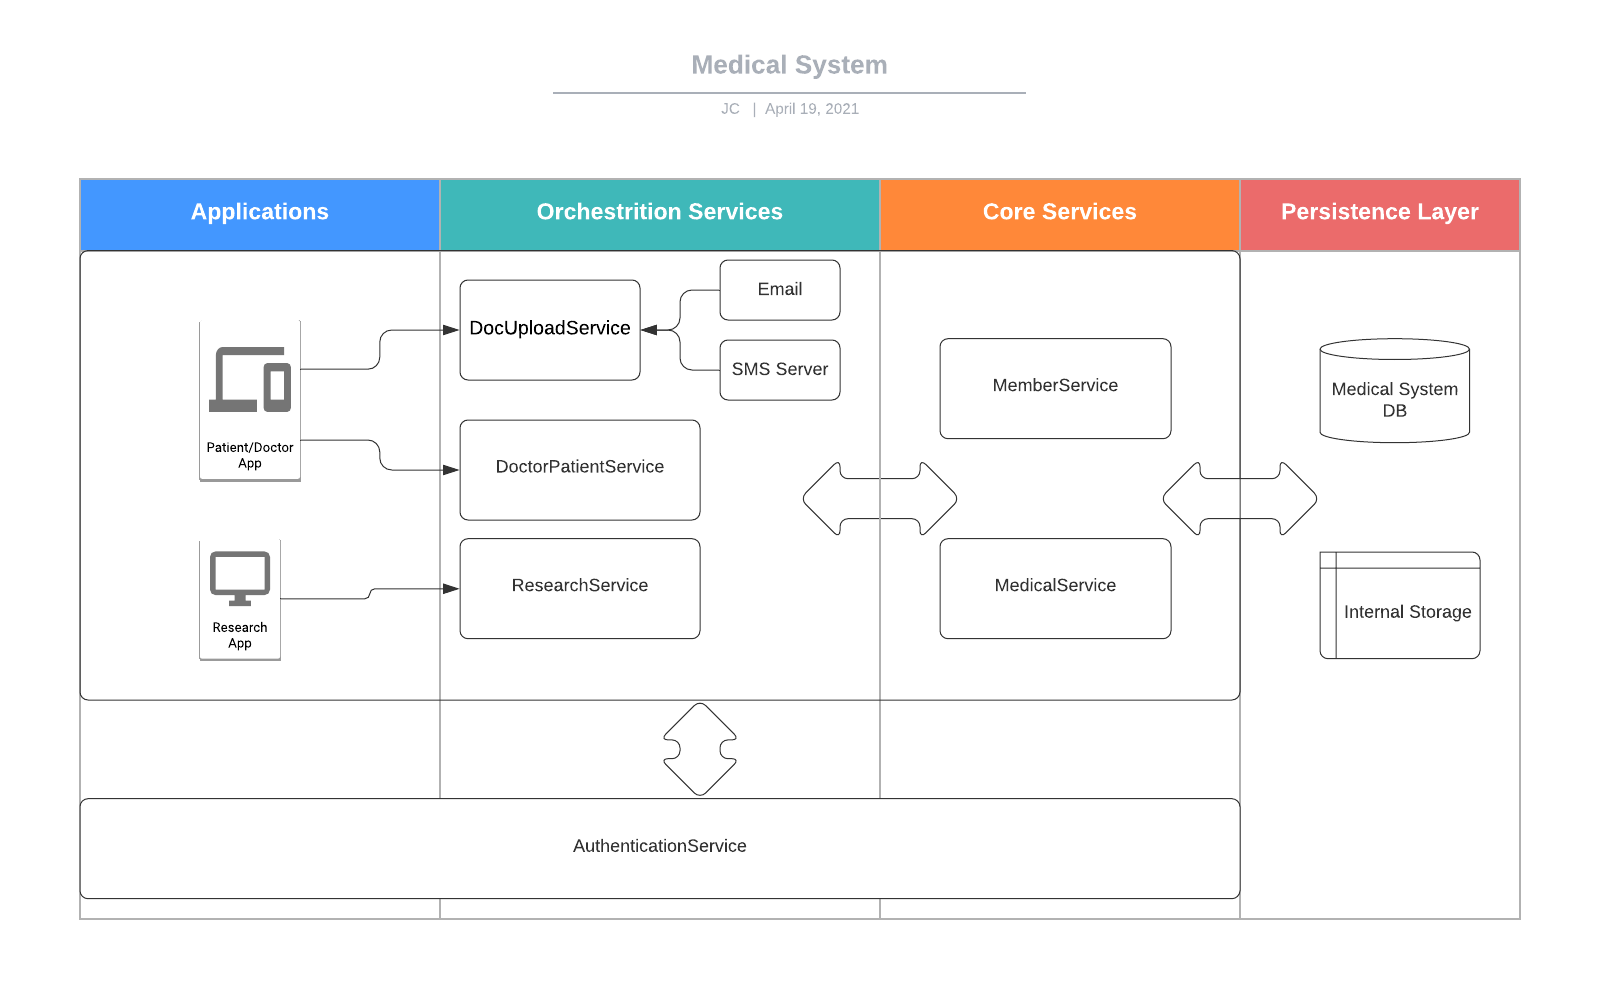 Medical System
JC | April 19, 2021
Applications
Orchestrition Services
Core Services
Persistence Layer
Patient/Doctor
App
Research
App
DocUploadService
Email
SMS Server
DoctorPatientService
ResearchService
MemberService
MedicalService
Medical System
DB
Internal Storage
AuthenticationService